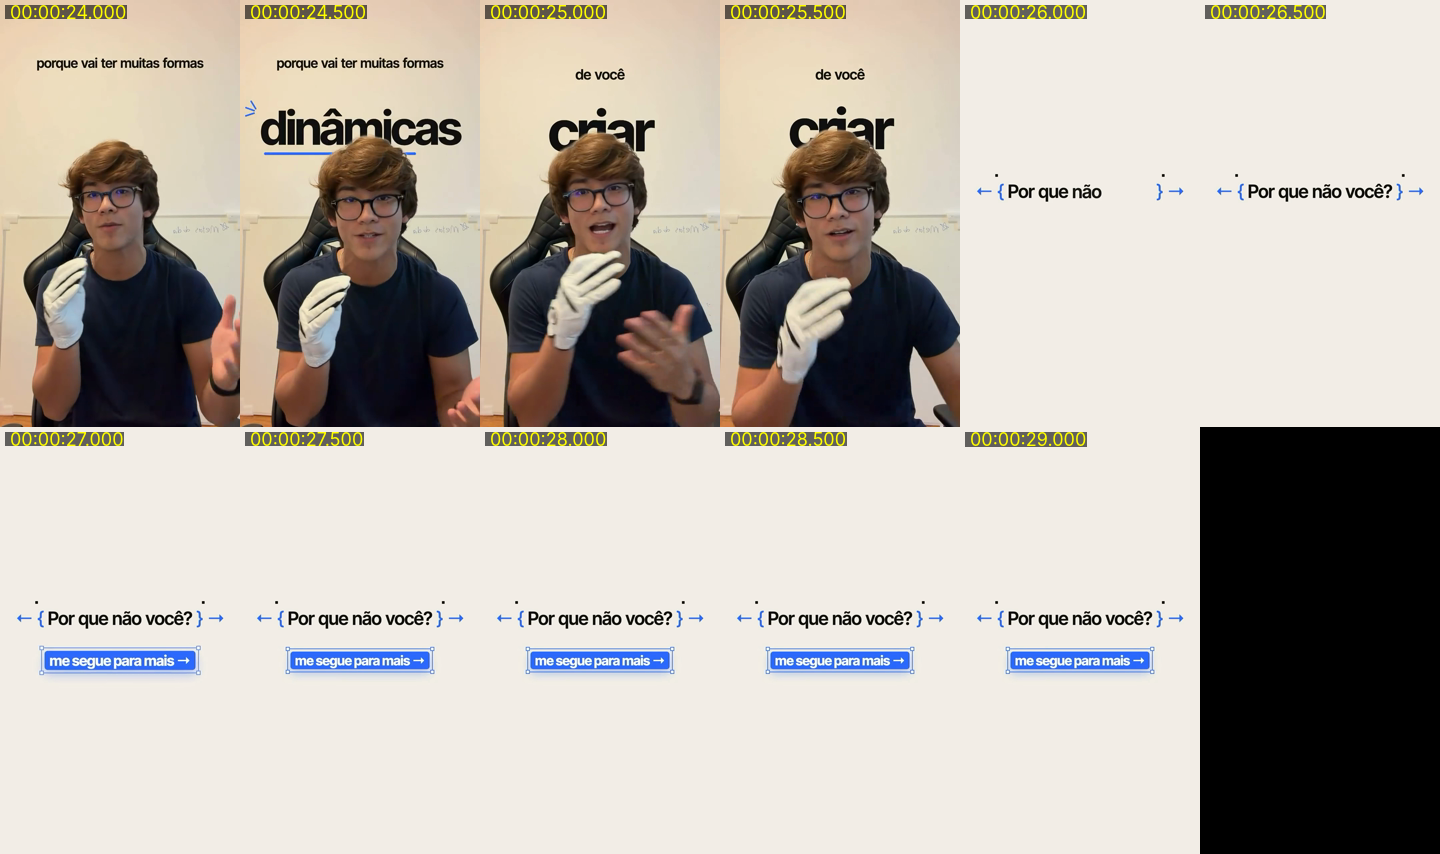 00:00:24.000
porque vai ter muitas formas
00:00:24.500
porque vai ter muitas formas
dinâmicas
00:00:25.000
de você
criar
00:00:25.500
de você
criar
00:00:26.000
← { Por que não } →
00:00:26.500
← { Por que não você? } →
00:00:27.000
← { Por que não você? } →
me segue para mais →
00:00:27.500
← { Por que não você? } →
me segue para mais →
00:00:28.000
← { Por que não você? } →
me segue para mais →
00:00:28.500
← { Por que não você? } →
me segue para mais →
00:00:29.000
← { Por que não você? } →
me segue para mais →